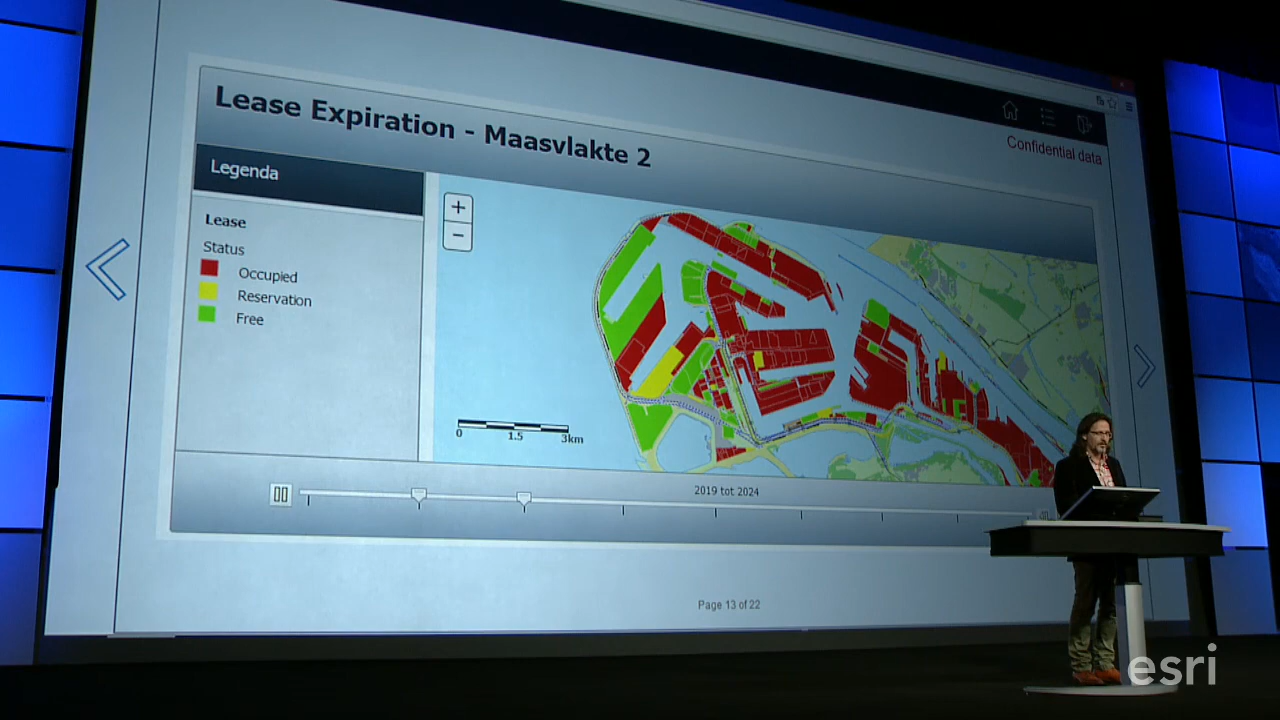 Lease Expiration - Maasvlakte 2
Confidential data
Legenda
Lease
Status
Occupied
Reservation
Free
+
−
0 1.5 3km
2019 tot 2024
Page 13 of 22
esri